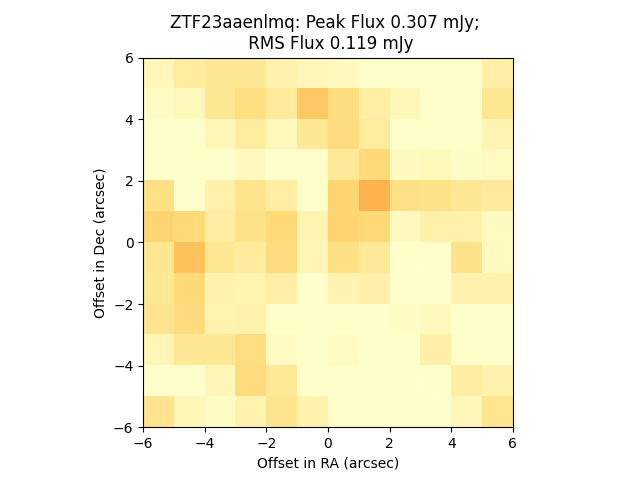 ZTF23aaenlmq: Peak Flux 0.307 mJy;
RMS Flux 0.119 mJy
6
4
2
0
−2
−4
−6
Offset in Dec (arcsec)
−6 −4 −2 0 2 4 6
Offset in RA (arcsec)